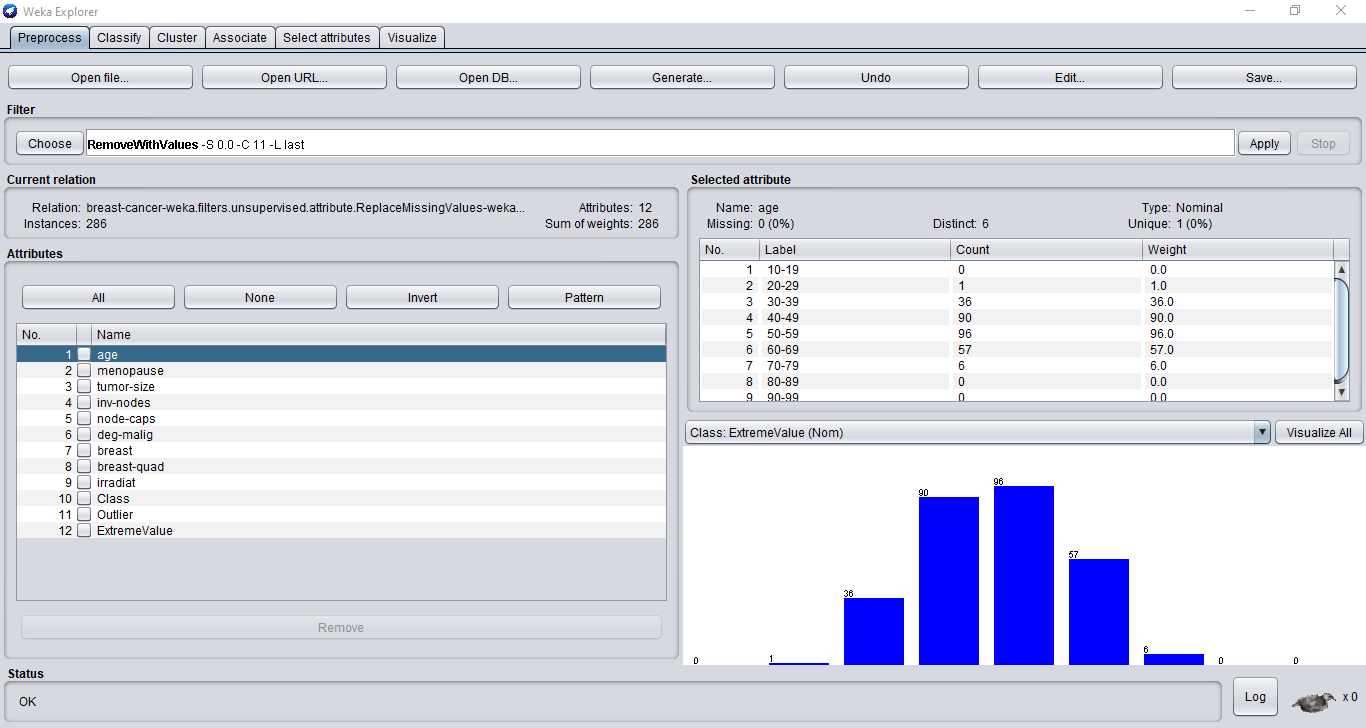 Weka Explorer
Preprocess Classify Cluster Associate Select attributes Visualize
Open file... Open URL... Open DB... Generate... Undo Edit... Save...
Filter
Choose RemoveWithValues -S 0.0 -C 11 -L last Apply Stop
Current relation
Relation: breast-cancer-weka.filters.unsupervised.attribute.ReplaceMissingValues-weka... Attributes: 12
Instances: 286 Sum of weights: 286
Attributes
All None Invert Pattern
No. Name
1 age
2 menopause
3 tumor-size
4 inv-nodes
5 node-caps
6 deg-malig
7 breast
8 breast-quad
9 irradiat
10 Class
11 Outlier
12 ExtremeValue
Remove
Selected attribute
Name: age Type: Nominal
Missing: 0 (0%) Distinct: 6 Unique: 1 (0%)
No. Label Count Weight
1 10-19 0 0.0
2 20-29 1 1.0
3 30-39 36 36.0
4 40-49 90 90.0
5 50-59 96 96.0
6 60-69 57 57.0
7 70-79 6 6.0
8 80-89 0 0.0
9 90-99 0 0.0
Class: ExtremeValue (Nom) Visualize All
0 1 36 90 96 57 6 0 0
Status
OK Log x 0